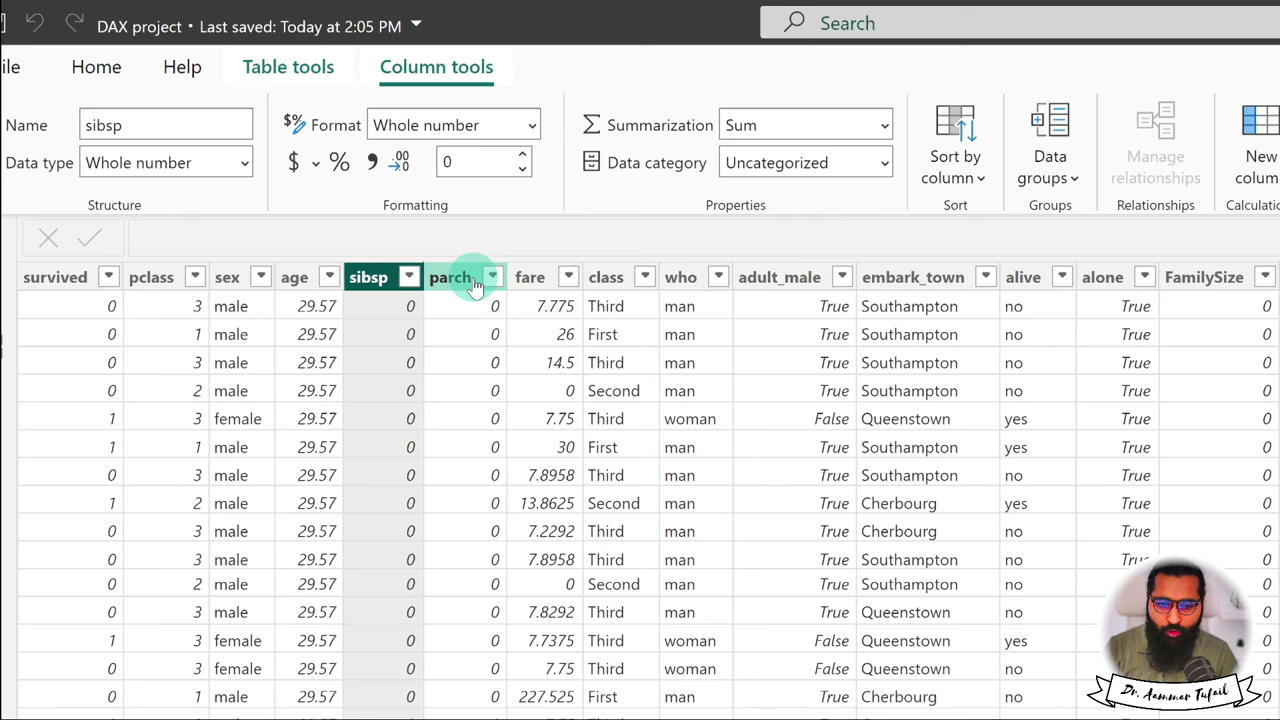 DAX project • Last saved: Today at 2:05 PM
Search
ile Home Help Table tools Column tools
Name sibsp
Format Whole number
Summarization Sum
Data type Whole number
$ % 9 .00 0
Data category Uncategorized
Sort by column
Data groups
Manage relationships
New colum
Structure Formatting Properties Sort Groups Relationships Calculatio
survived pclass sex age sibsp parch fare class who adult_male embark_town alive alone FamilySize
0 3 male 29.57 0 0 7.775 Third man True Southampton no True 0
0 1 male 29.57 0 0 26 First man True Southampton no True 0
0 3 male 29.57 0 0 14.5 Third man True Southampton no True 0
0 2 male 29.57 0 0 0 Second man True Southampton no True 0
1 3 female 29.57 0 0 7.75 Third woman False Queenstown yes True 0
1 1 male 29.57 0 0 30 First man True Southampton yes True 0
0 3 male 29.57 0 0 7.8958 Third man True Southampton no True 0
1 2 male 29.57 0 0 13.8625 Second man True Cherbourg yes True 0
0 3 male 29.57 0 0 7.2292 Third man True Cherbourg no True 0
0 3 male 29.57 0 0 7.8958 Third man True Southampton no True 0
0 2 male 29.57 0 0 0 Second man True Southampton no
0 3 male 29.57 0 0 7.8292 Third man True Queenstown no
1 3 female 29.57 0 0 7.7375 Third woman False Queenstown yes
0 3 female 29.57 0 0 7.75 Third woman False Queenstown no
0 1 male 29.57 0 0 227.525 First man True Cherbourg no
Dr. Aammar Tufail